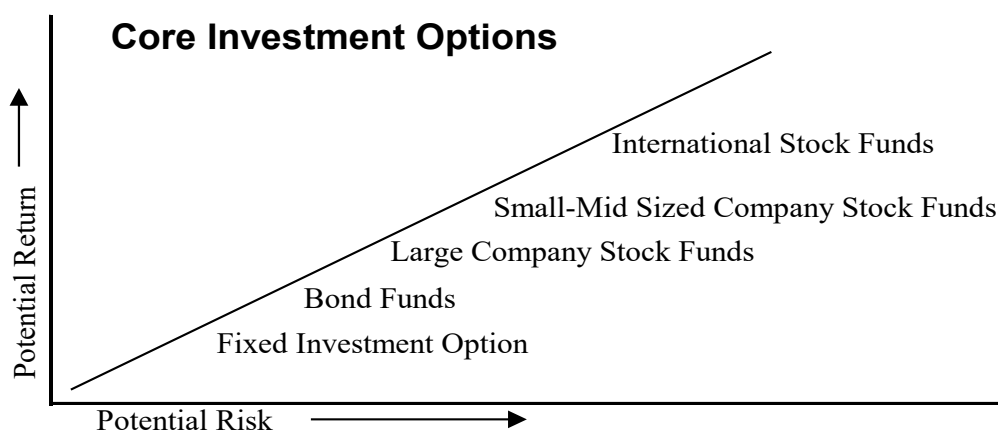 Core Investment Options
International Stock Funds
Small-Mid Sized Company Stock Funds
Large Company Stock Funds
Bond Funds
Fixed Investment Option
Potential Return
Potential Risk